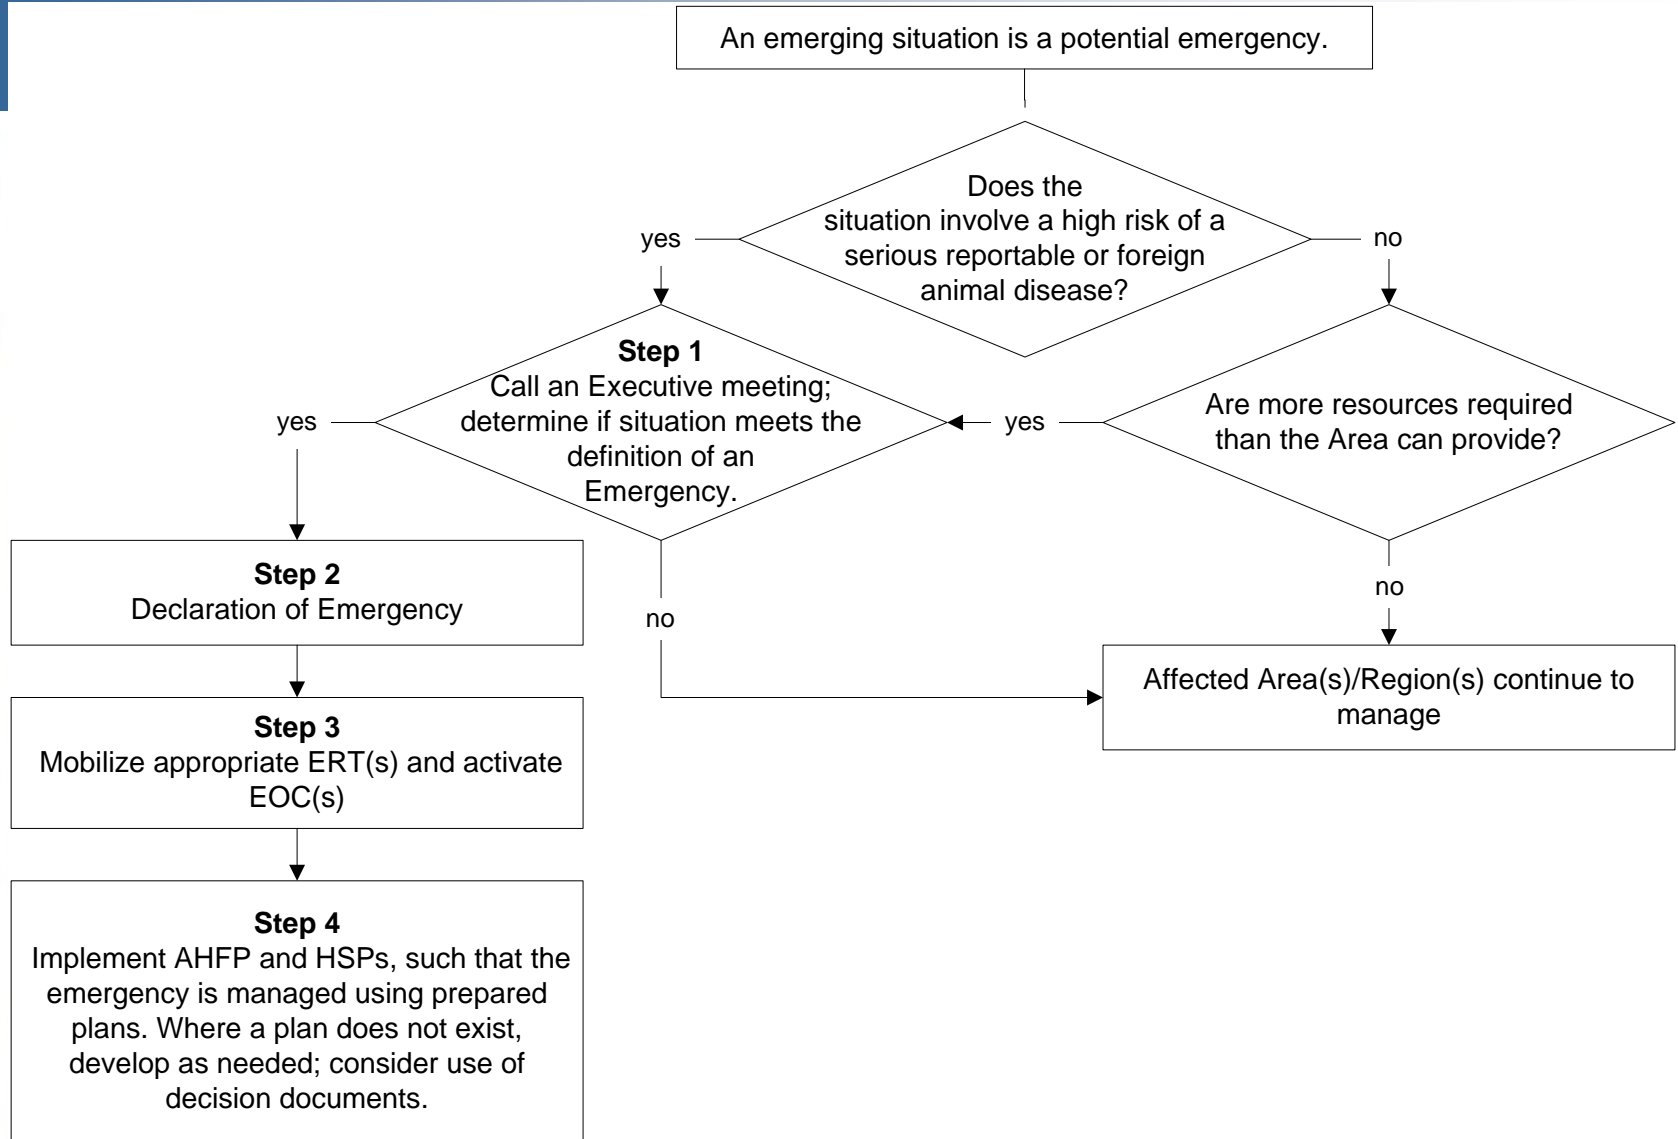 An emerging situation is a potential emergency.
Does the
situation involve a high risk of a
serious reportable or foreign
animal disease?
yes
no
Step 1
Call an Executive meeting;
determine if situation meets the
definition of an
Emergency.
Are more resources required
than the Area can provide?
yes
yes
no
no
Step 2
Declaration of Emergency
Affected Area(s)/Region(s) continue to
manage
Step 3
Mobilize appropriate ERT(s) and activate
EOC(s)
Step 4
Implement AHFP and HSPs, such that the
emergency is managed using prepared
plans. Where a plan does not exist,
develop as needed; consider use of
decision documents.